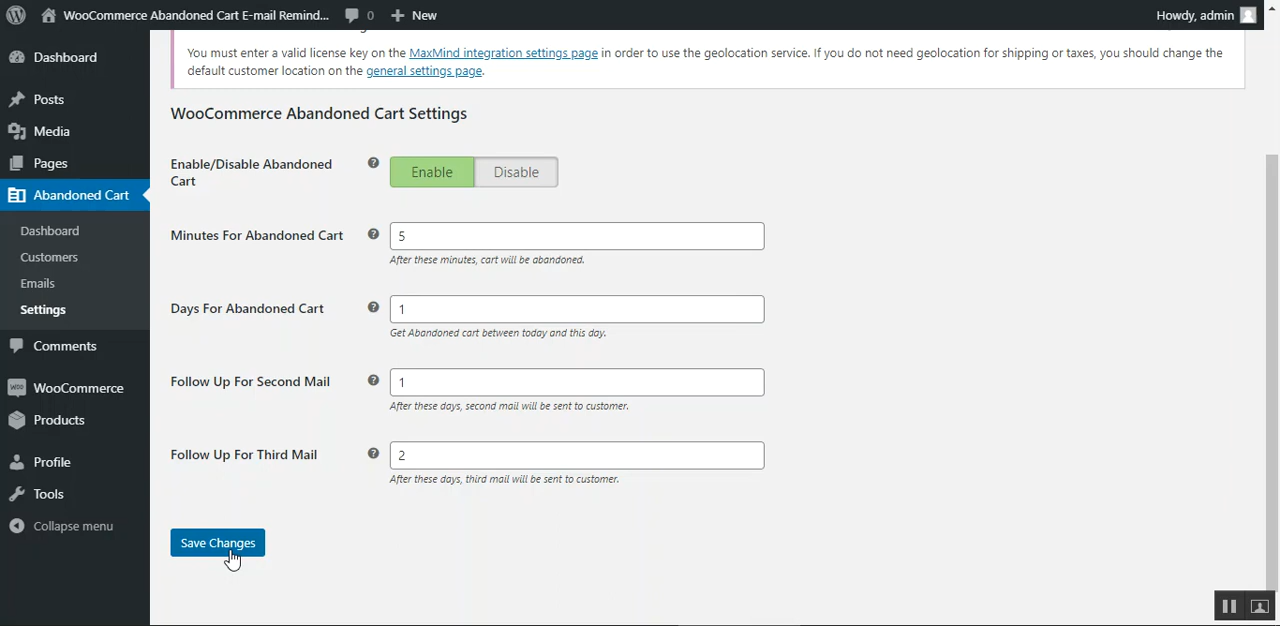 WooCommerce Abandoned Cart E-mail Remind... 0 New Howdy, admin
You must enter a valid license key on the MaxMind integration settings page in order to use the geolocation service. If you do not need geolocation for shipping or taxes, you should change the
default customer location on the general settings page.
Dashboard
Posts
Media
Pages
Abandoned Cart
Dashboard
Customers
Emails
Settings
Comments
WooCommerce
Products
Profile
Tools
Collapse menu
WooCommerce Abandoned Cart Settings
Enable/Disable Abandoned
Cart
Enable Disable
Minutes For Abandoned Cart 5
After these minutes, cart will be abandoned.
Days For Abandoned Cart 1
Get Abandoned cart between today and this day.
Follow Up For Second Mail 1
After these days, second mail will be sent to customer.
Follow Up For Third Mail 2
After these days, third mail will be sent to customer.
Save Changes